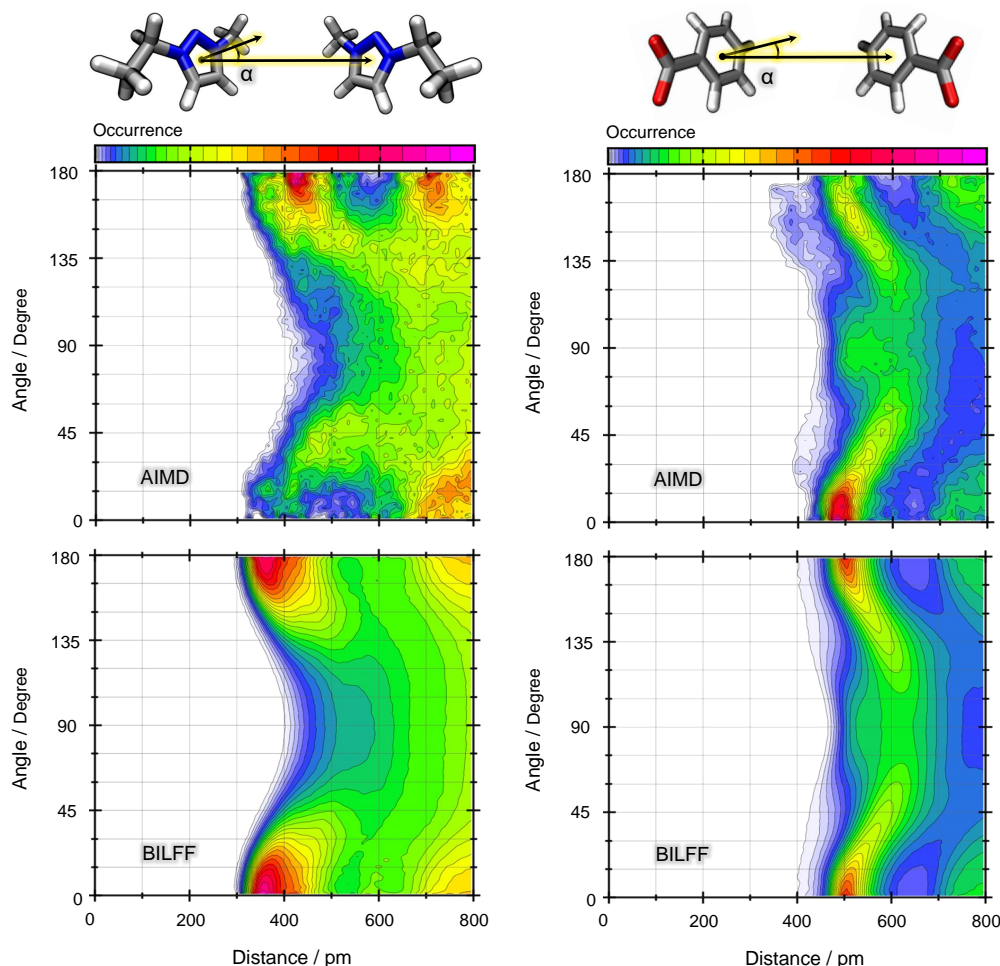 α
α
Occurrence
Occurrence
180
135
90
45
0
Angle / Degree
AIMD
180
135
90
45
0
Angle / Degree
AIMD
180
135
90
45
0
Angle / Degree
BILFF
0
200
400
600
800
Distance / pm
180
135
90
45
0
Angle / Degree
BILFF
0
200
400
600
800
Distance / pm